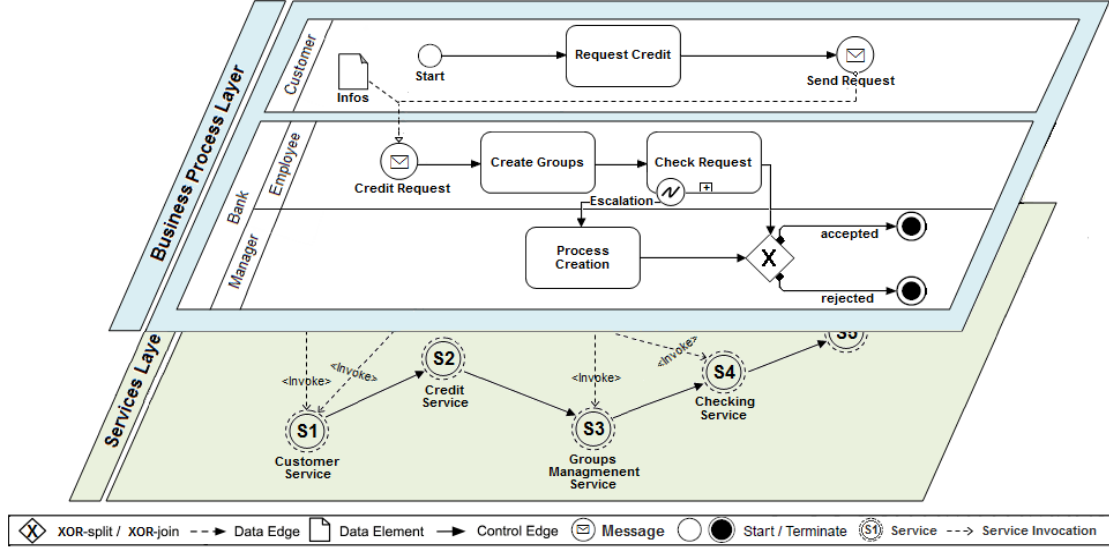 Business Process Layer
Customer
Infos
Start
Request Credit
Send Request
Bank
Employee
Manager
Credit Request
Create Groups
Check Request
Escalation
Process
Creation
X
accepted
rejected
Services Laye
<Invoke>
<Invoke>
<Invoke>
<Invoke>
S1
Customer
Service
S2
Credit
Service
S3
Groups
Managmenent
Service
S4
Checking
Service
S5
X XOR-split / XOR-join Data Edge Data Element Control Edge Message Start / Terminate S1 Service Service Invocation